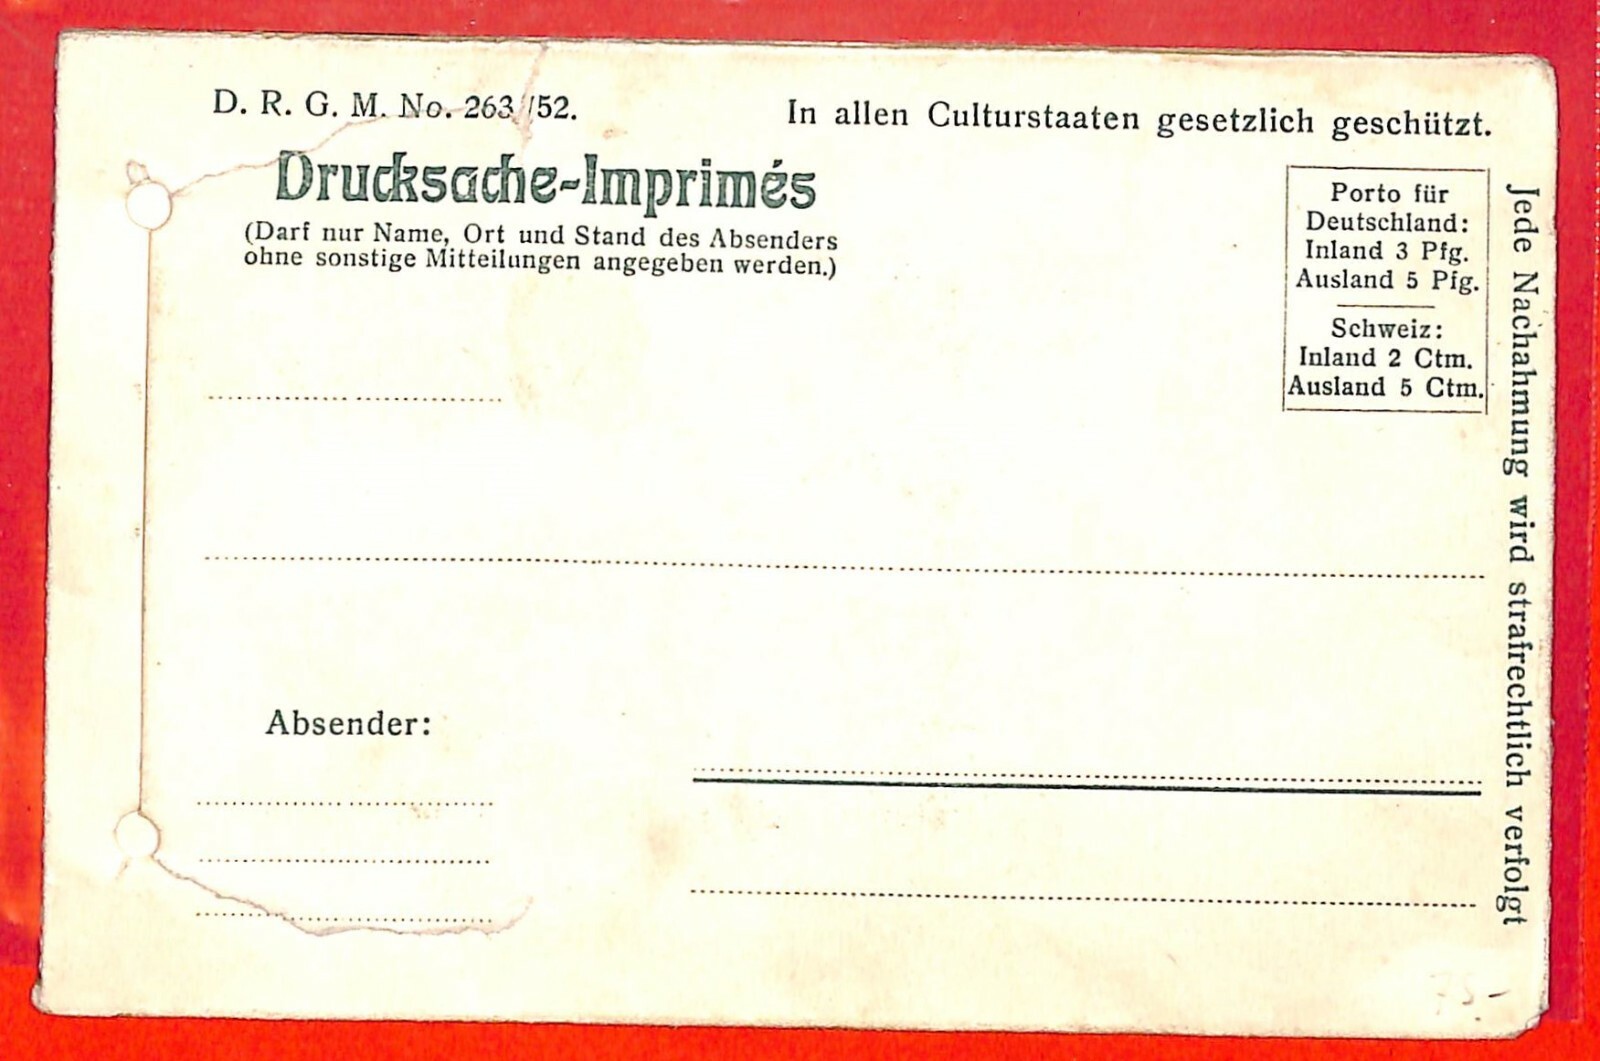 D. R. G. M. No. 263 152.
In allen Culturstaaten gesetzlich geschützt.
Drucksache-Imprimés
(Darf nur Name, Ort und Stand des Absenders
ohne sonstige Mitteilungen angegeben werden.)
Porto für
Deutschland:
Inland 3 Pfg.
Ausland 5 Pfg.
Schweiz:
Inland 2 Ctm.
Ausland 5 Ctm.
Jede Nachahmung wird strafrechtlich verfolgt
Absender: